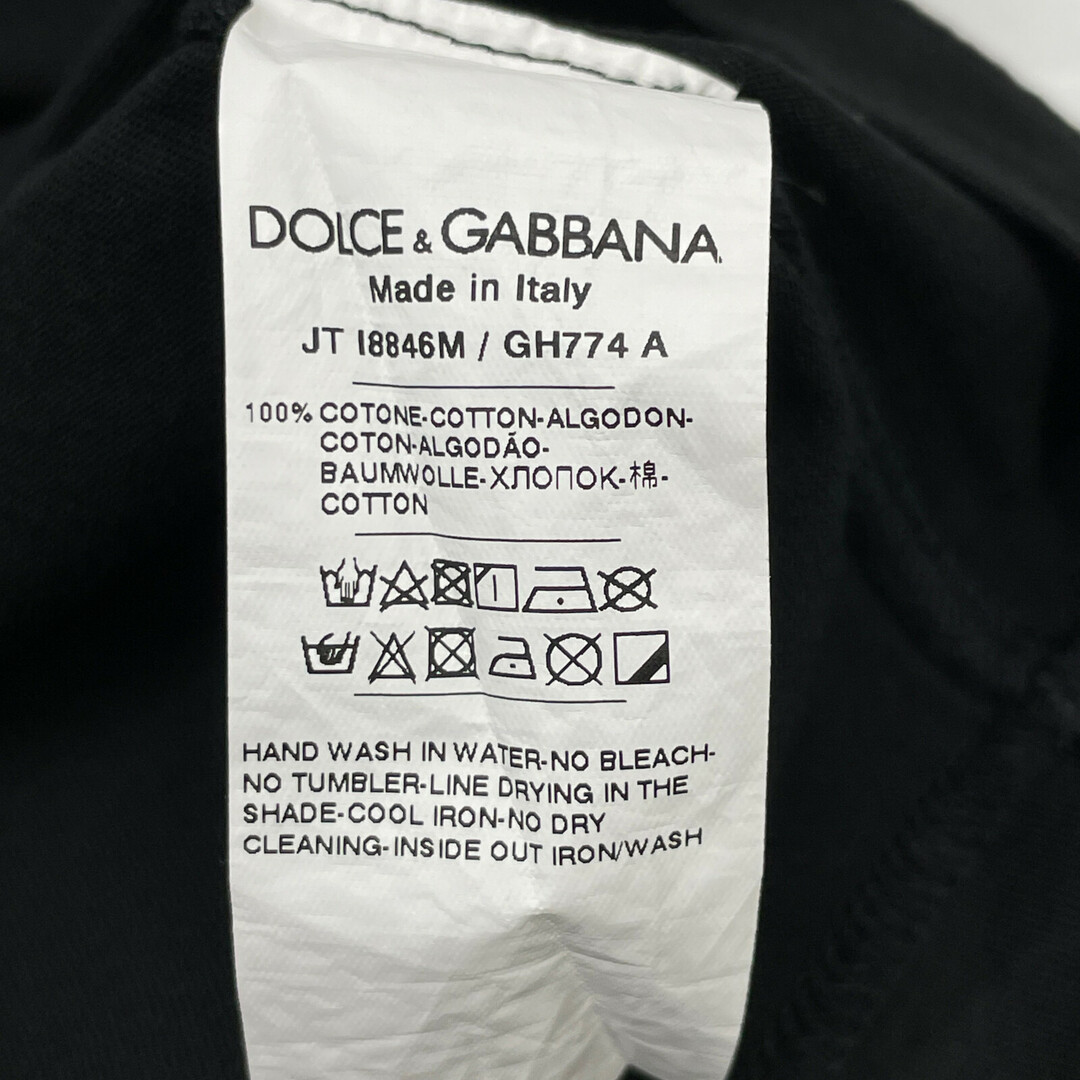 DOLCE & GABBANA
Made in Italy
JT I8846M / GH774 A
100% COTONE-COTTON-ALGODON-
COTON-ALGODÃO-
BAUMWOLLE-ХЛОПОК-棉-
COTTON
HAND WASH IN WATER-NO BLEACH-
NO TUMBLER-LINE DRYING IN THE
SHADE-COOL IRON-NO DRY
CLEANING-INSIDE OUT IRON/WASH